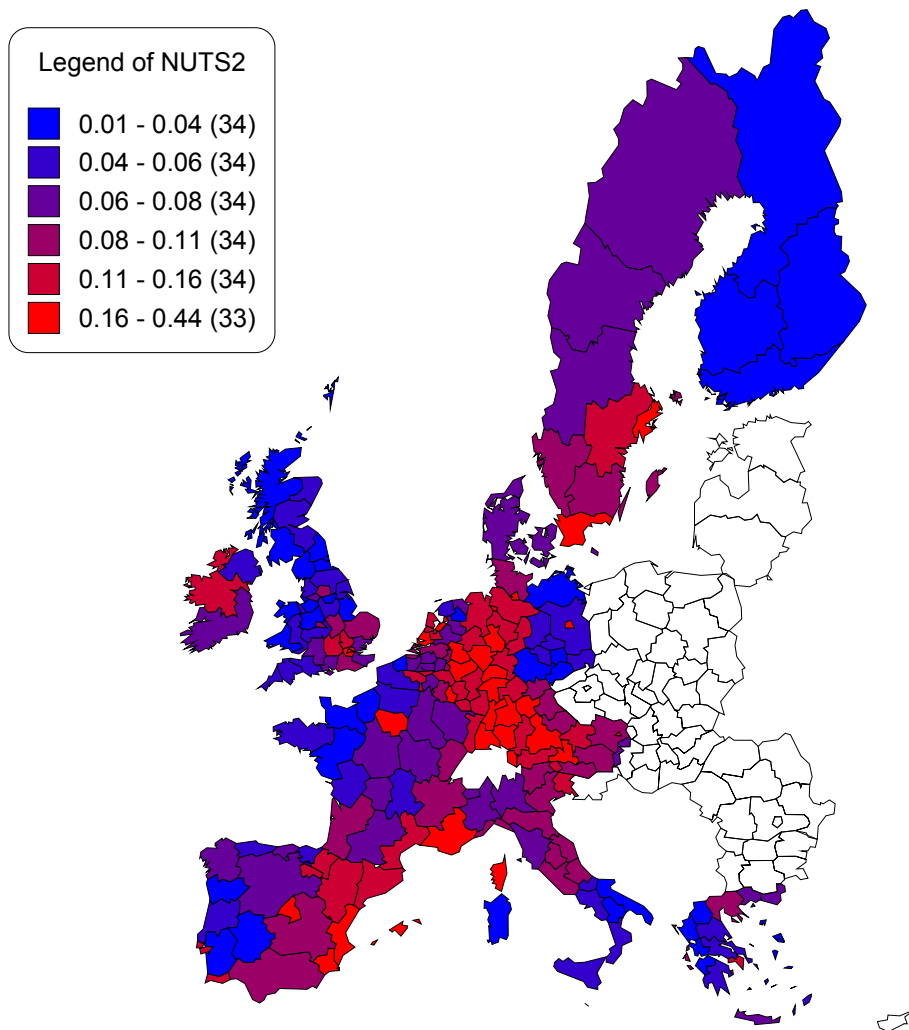 Legend of NUTS2
0.01 - 0.04 (34)
0.04 - 0.06 (34)
0.06 - 0.08 (34)
0.08 - 0.11 (34)
0.11 - 0.16 (34)
0.16 - 0.44 (33)